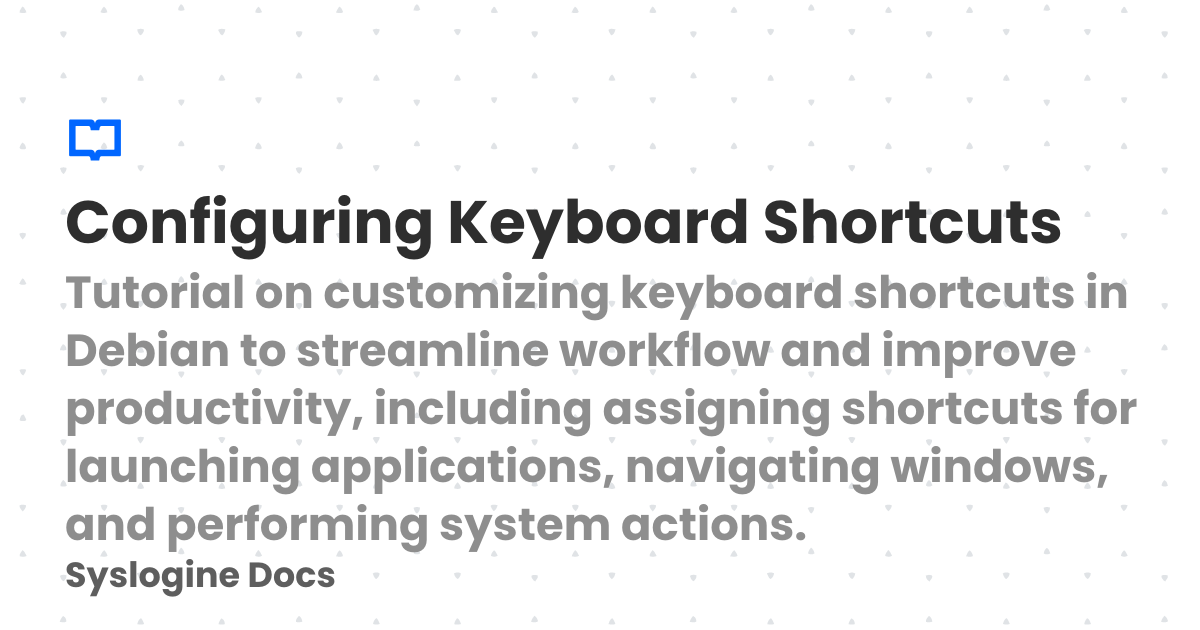 Configuring Keyboard Shortcuts
Tutorial on customizing keyboard shortcuts in
Debian to streamline workflow and improve
productivity, including assigning shortcuts for
launching applications, navigating windows,
and performing system actions.
Syslogine Docs